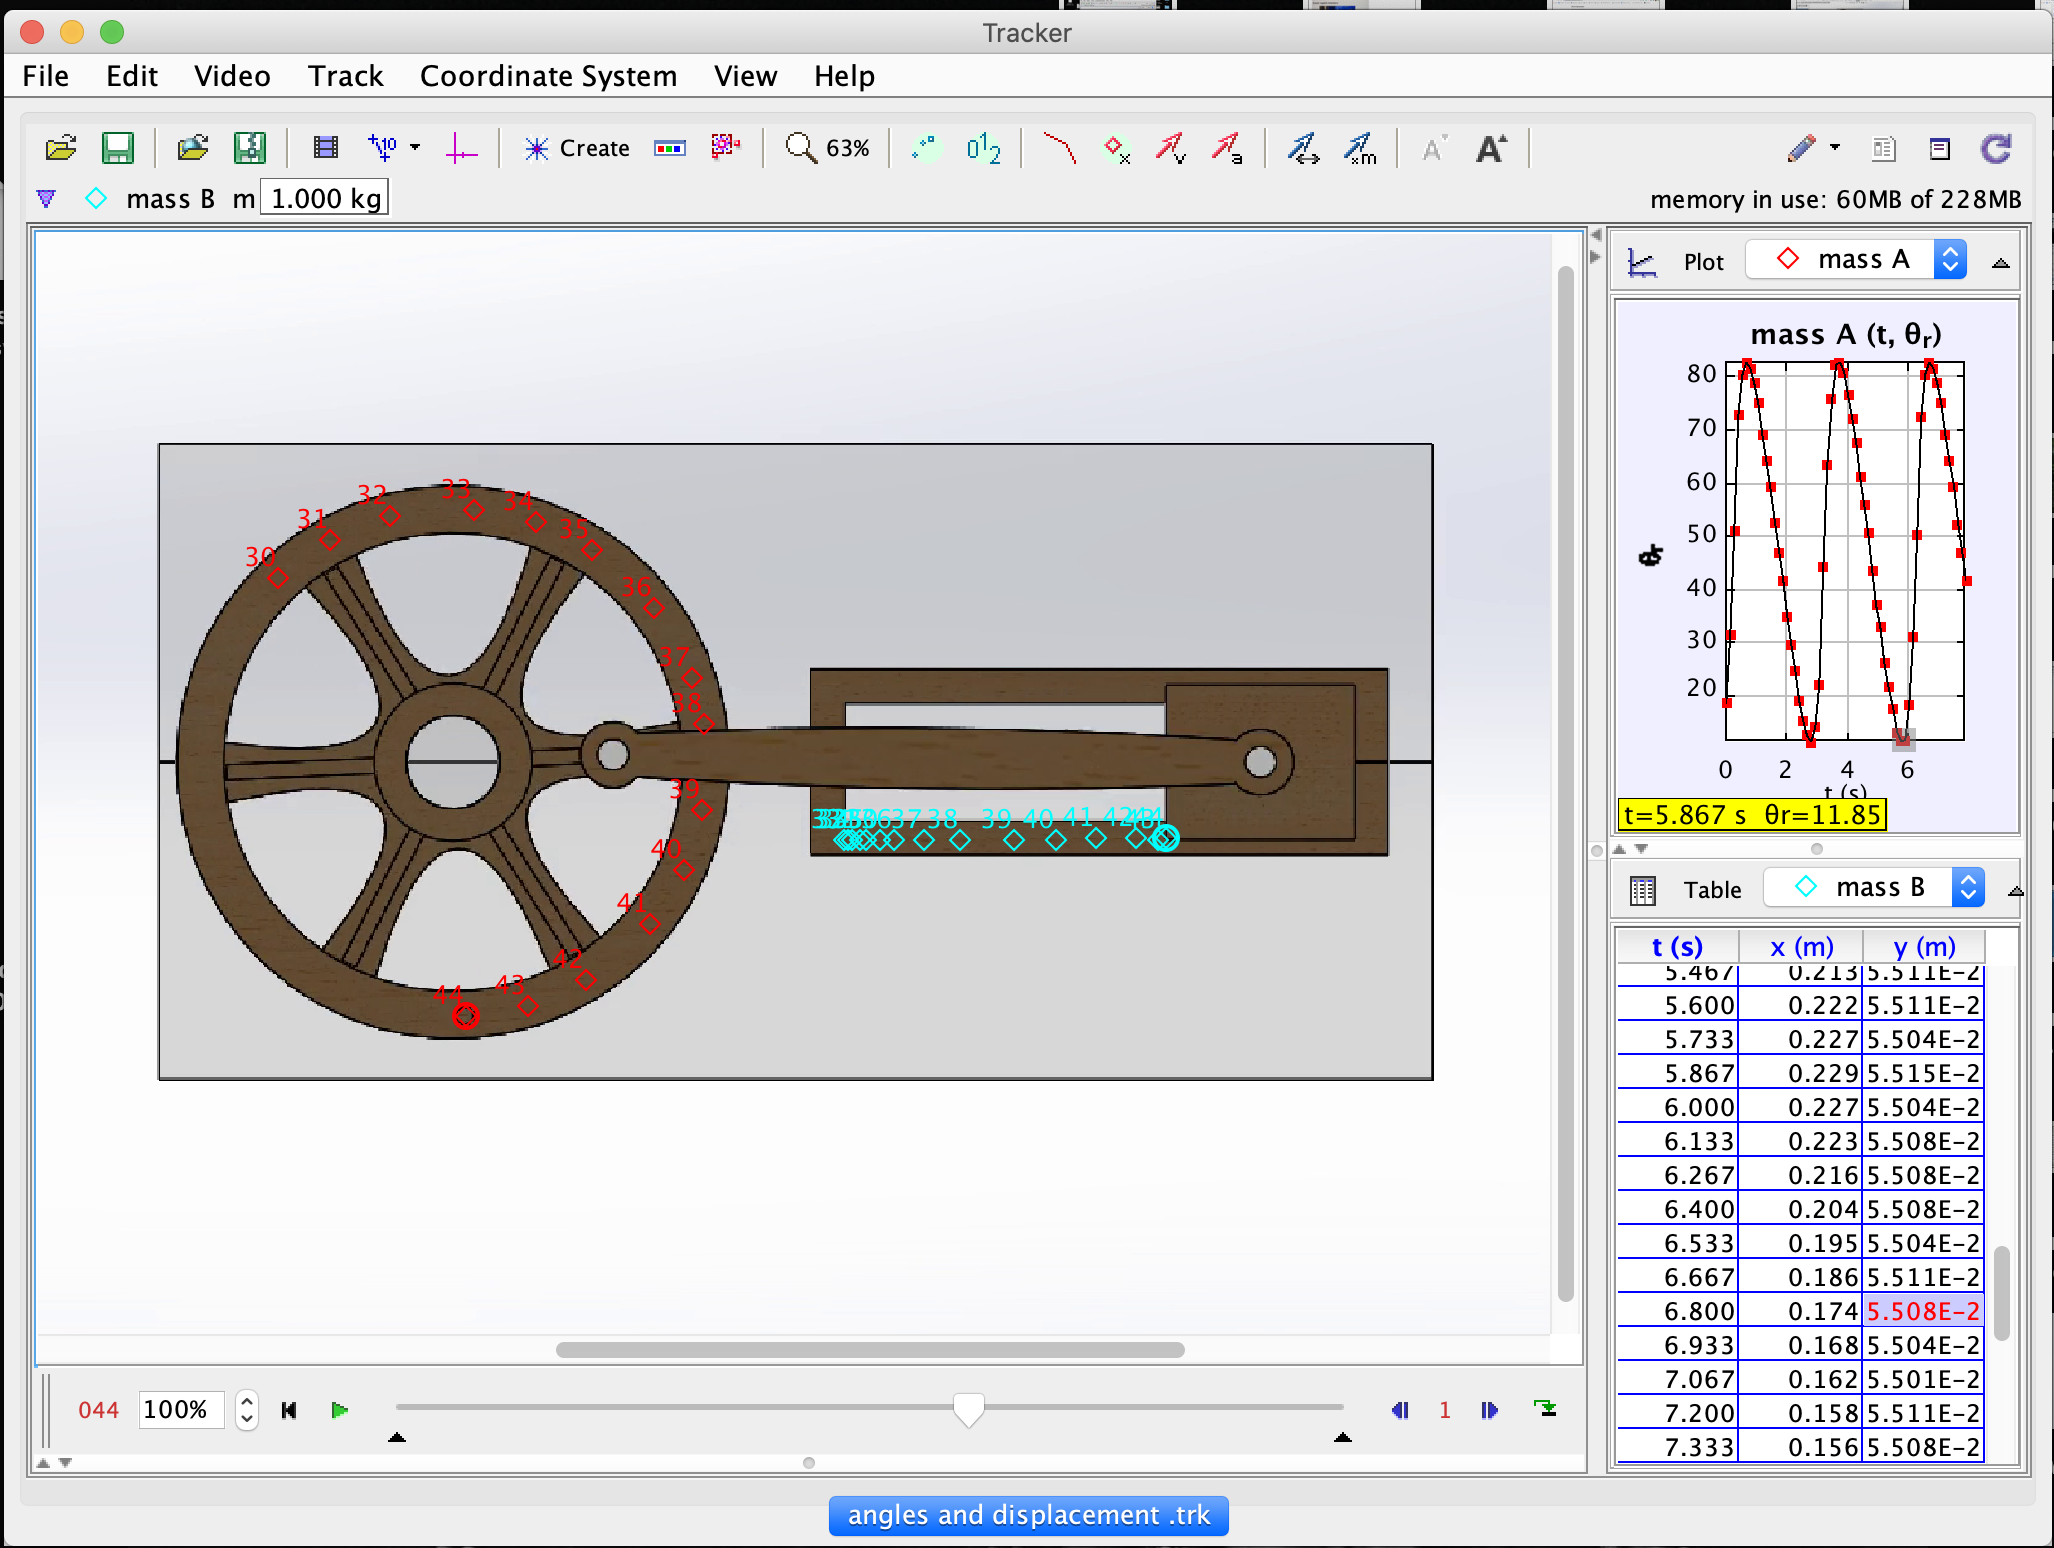 Tracker
File Edit Video Track Coordinate System View Help
Create 63%
mass B m 1.000 kg memory in use: 60MB of 228MB
Plot mass A
mass A (t, θr)
80
70
60
50
40
30
20
0 2 4 6
t (s)
θr
t=5.867 s θr=11.85
30 31 32 33 34 35 36 37 38 39 40 41 42 43 44
37 38 39 40 41 42
Table mass B
t (s) x (m) y (m)
5.467 0.213 5.511E-2
5.600 0.222 5.511E-2
5.733 0.227 5.504E-2
5.867 0.229 5.515E-2
6.000 0.227 5.504E-2
6.133 0.223 5.508E-2
6.267 0.216 5.508E-2
6.400 0.204 5.508E-2
6.533 0.195 5.504E-2
6.667 0.186 5.511E-2
6.800 0.174 5.508E-2
6.933 0.168 5.504E-2
7.067 0.162 5.501E-2
7.200 0.158 5.511E-2
7.333 0.156 5.508E-2
044 100% 1
angles and displacement .trk